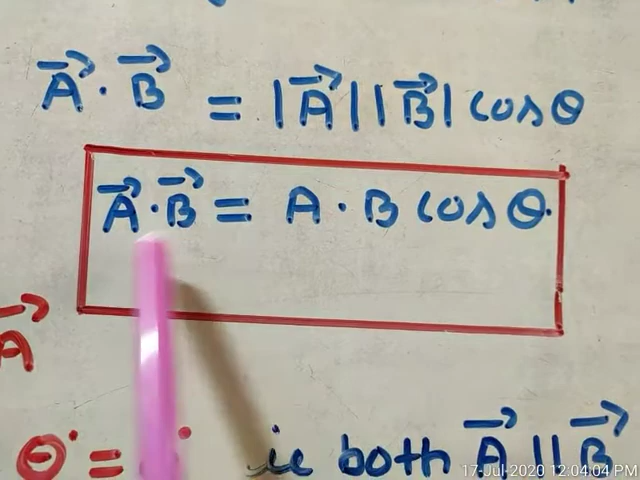 A⃗ · B⃗ = |A⃗| |B⃗| cos θ
A⃗ · B⃗ = A · B cos θ
A⃗
θ° =
ie both A⃗ || B⃗
17-Jul-2020 12:04:04 PM